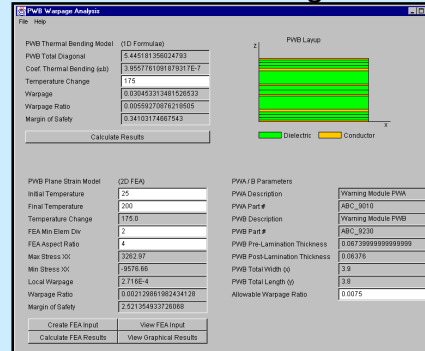 PWB Warpage Analysis
File Help
PWB Thermal Bending Model (1D Formulae)
PWB Total Diagonal 5.445181356024793
Coef. Thermal Bending (αb) 3.9557761091879317E-7
Temperature Change 175
Warpage 0.030453313481526533
Warpage Ratio 0.00559270876218505
Margin of Safety 0.34103174667543
Calculate Results
PWB Layup
Z
X
Dielectric Conductor
PWB Plane Strain Model (2D FEA)
Initial Temperature 25
Final Temperature 200
Temperature Change 175.0
FEA Min Elem Div 2
FEA Aspect Ratio 4
Max Stress XX 3262.97
Min Stress XX -9576.66
Local Warpage 2.716E-4
Warpage Ratio 0.002129861982434128
Margin of Safety 2.521354933726068
Create FEA Input View FEA Input
Calculate FEA Results View Graphical Results
PWA / B Parameters
PWA Description Warning Module PWA
PWA Part # ABC_9010
PWB Description Warning Module PWB
PWB Part # ABC_9230
PWB Pre-Lamination Thickness 0.06739999999999999
PWB Post-Lamination Thickness 0.06376
PWB Total Width (x) 3.9
PWB Total Length (y) 3.8
Allowable Warpage Ratio 0.0075